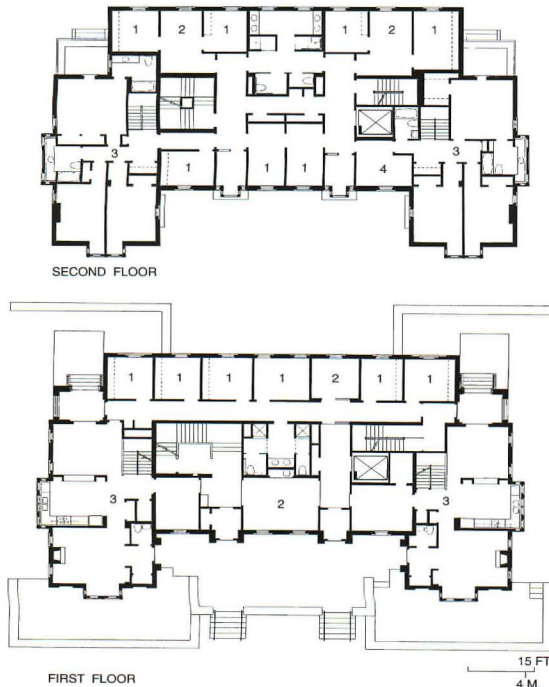 1 2 1 1 2 1
3 3
1 1 1 4
SECOND FLOOR
1 1 1 1 2 1 1
3 2 3
FIRST FLOOR
15 FT.
4 M.